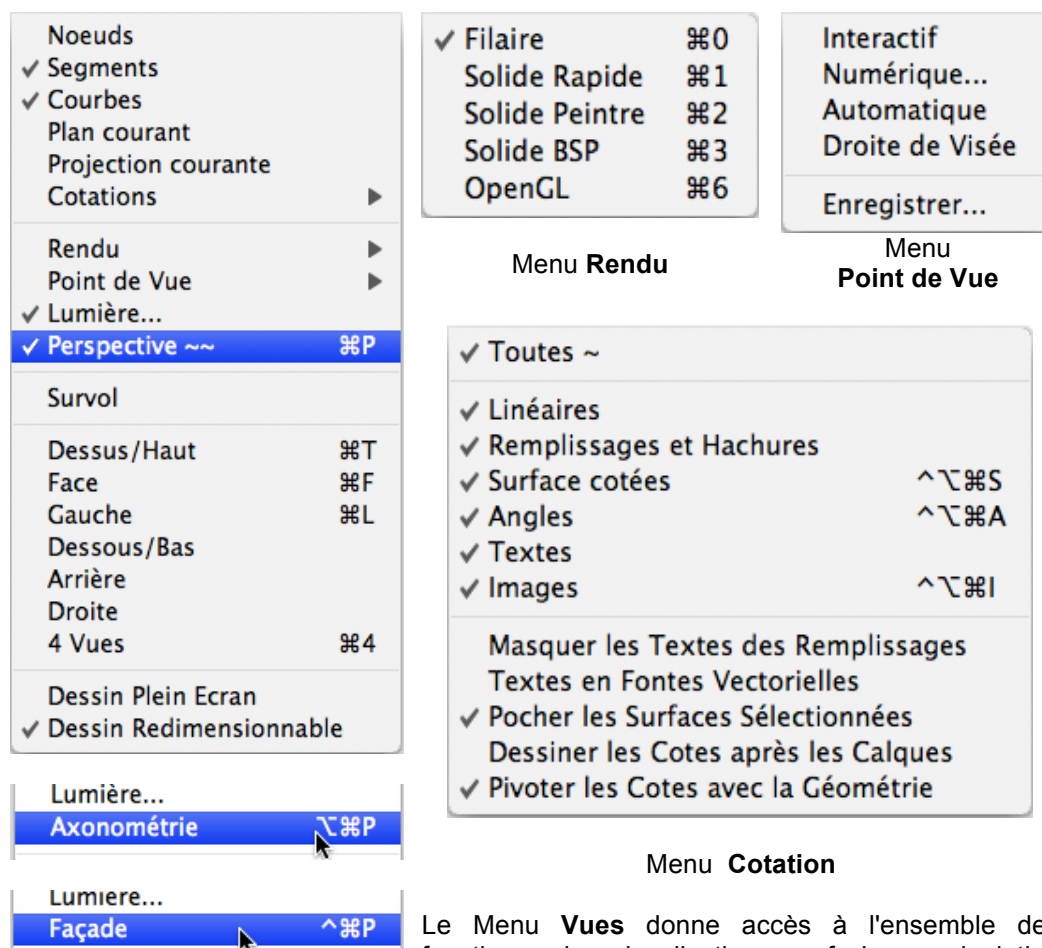 Noeuds
✓ Segments
✓ Courbes
Plan courant
Projection courante
Cotations ▶
Rendu ▶
Point de Vue ▶
✓ Lumière...
✓ Perspective ~~ ⌘P
Survol
Dessus/Haut ⌘T
Face ⌘F
Gauche ⌘L
Dessous/Bas
Arrière
Droite
4 Vues ⌘4
Dessin Plein Ecran
✓ Dessin Redimensionnable
Lumière...
Axonométrie ⌥⌘P
Lumière...
Façade ^⌘P
✓ Filaire ⌘0
Solide Rapide ⌘1
Solide Peintre ⌘2
Solide BSP ⌘3
OpenGL ⌘6
Menu Rendu
Interactif
Numérique...
Automatique
Droite de Visée
Enregistrer...
Menu
Point de Vue
✓ Toutes ~
✓ Linéaires
✓ Remplissages et Hachures
✓ Surface cotées ^⌥⌘S
✓ Angles ^⌥⌘A
✓ Textes
✓ Images ^⌥⌘I
Masquer les Textes des Remplissages
Textes en Fontes Vectorielles
✓ Pocher les Surfaces Sélectionnées
Dessiner les Cotes après les Calques
✓ Pivoter les Cotes avec la Géométrie
Menu Cotation
Le Menu Vues donne accès à l'ensemble de